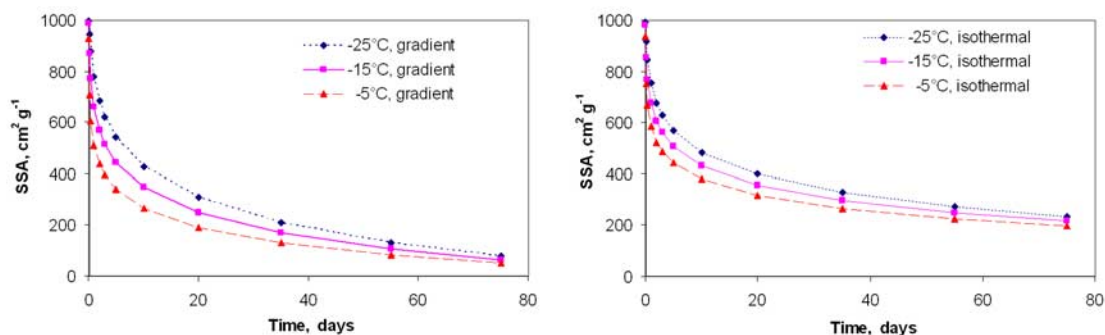 1000
800
600
400
200
0
SSA, cm² g⁻¹
-25°C, gradient
-15°C, gradient
-5°C, gradient
0 20 40 60 80
Time, days
1000
800
600
400
200
0
SSA, cm² g⁻¹
-25°C, isothermal
-15°C, isothermal
-5°C, isothermal
0 20 40 60 80
Time, days